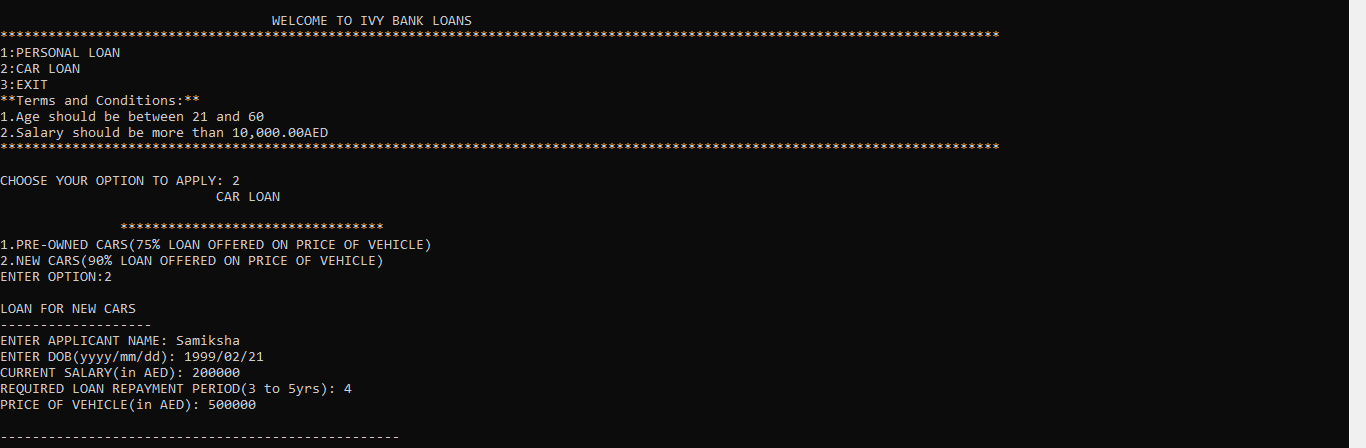 WELCOME TO IVY BANK LOANS
*****************************************************************************************************************************
1:PERSONAL LOAN
2:CAR LOAN
3:EXIT
**Terms and Conditions:**
1.Age should be between 21 and 60
2.Salary should be more than 10,000.00AED
*****************************************************************************************************************************
CHOOSE YOUR OPTION TO APPLY: 2
CAR LOAN
*********************************
1.PRE-OWNED CARS(75% LOAN OFFERED ON PRICE OF VEHICLE)
2.NEW CARS(90% LOAN OFFERED ON PRICE OF VEHICLE)
ENTER OPTION:2
LOAN FOR NEW CARS
-------------------
ENTER APPLICANT NAME: Samiksha
ENTER DOB(yyyy/mm/dd): 1999/02/21
CURRENT SALARY(in AED): 200000
REQUIRED LOAN REPAYMENT PERIOD(3 to 5yrs): 4
PRICE OF VEHICLE(in AED): 500000
--------------------------------------------------